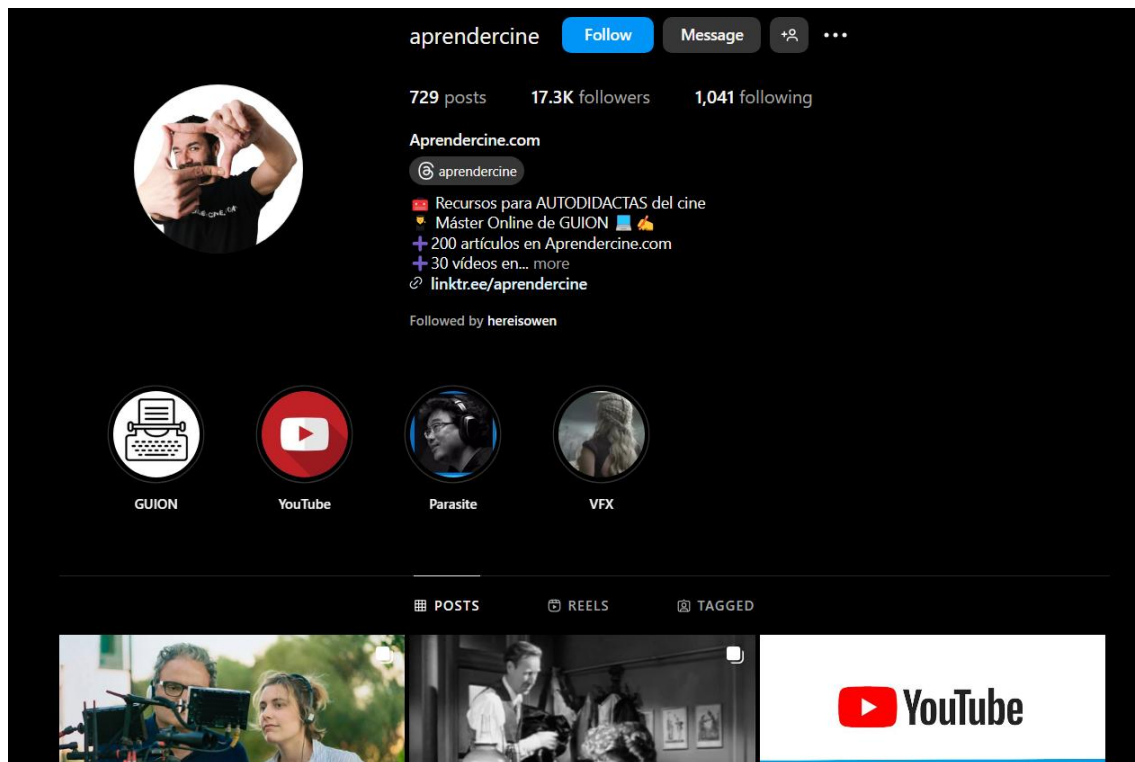 aprendercine Follow Message
729 posts 17.3K followers 1,041 following
Aprendercine.com
aprendercine
🧰 Recursos para AUTODIDACTAS del cine
👨‍🎓 Máster Online de GUION 💻 ✍️
➕200 artículos en Aprendercine.com
➕30 vídeos en... more
linktr.ee/aprendercine
Followed by hereisowen
GUION YouTube Parasite VFX
POSTS REELS TAGGED
YouTube